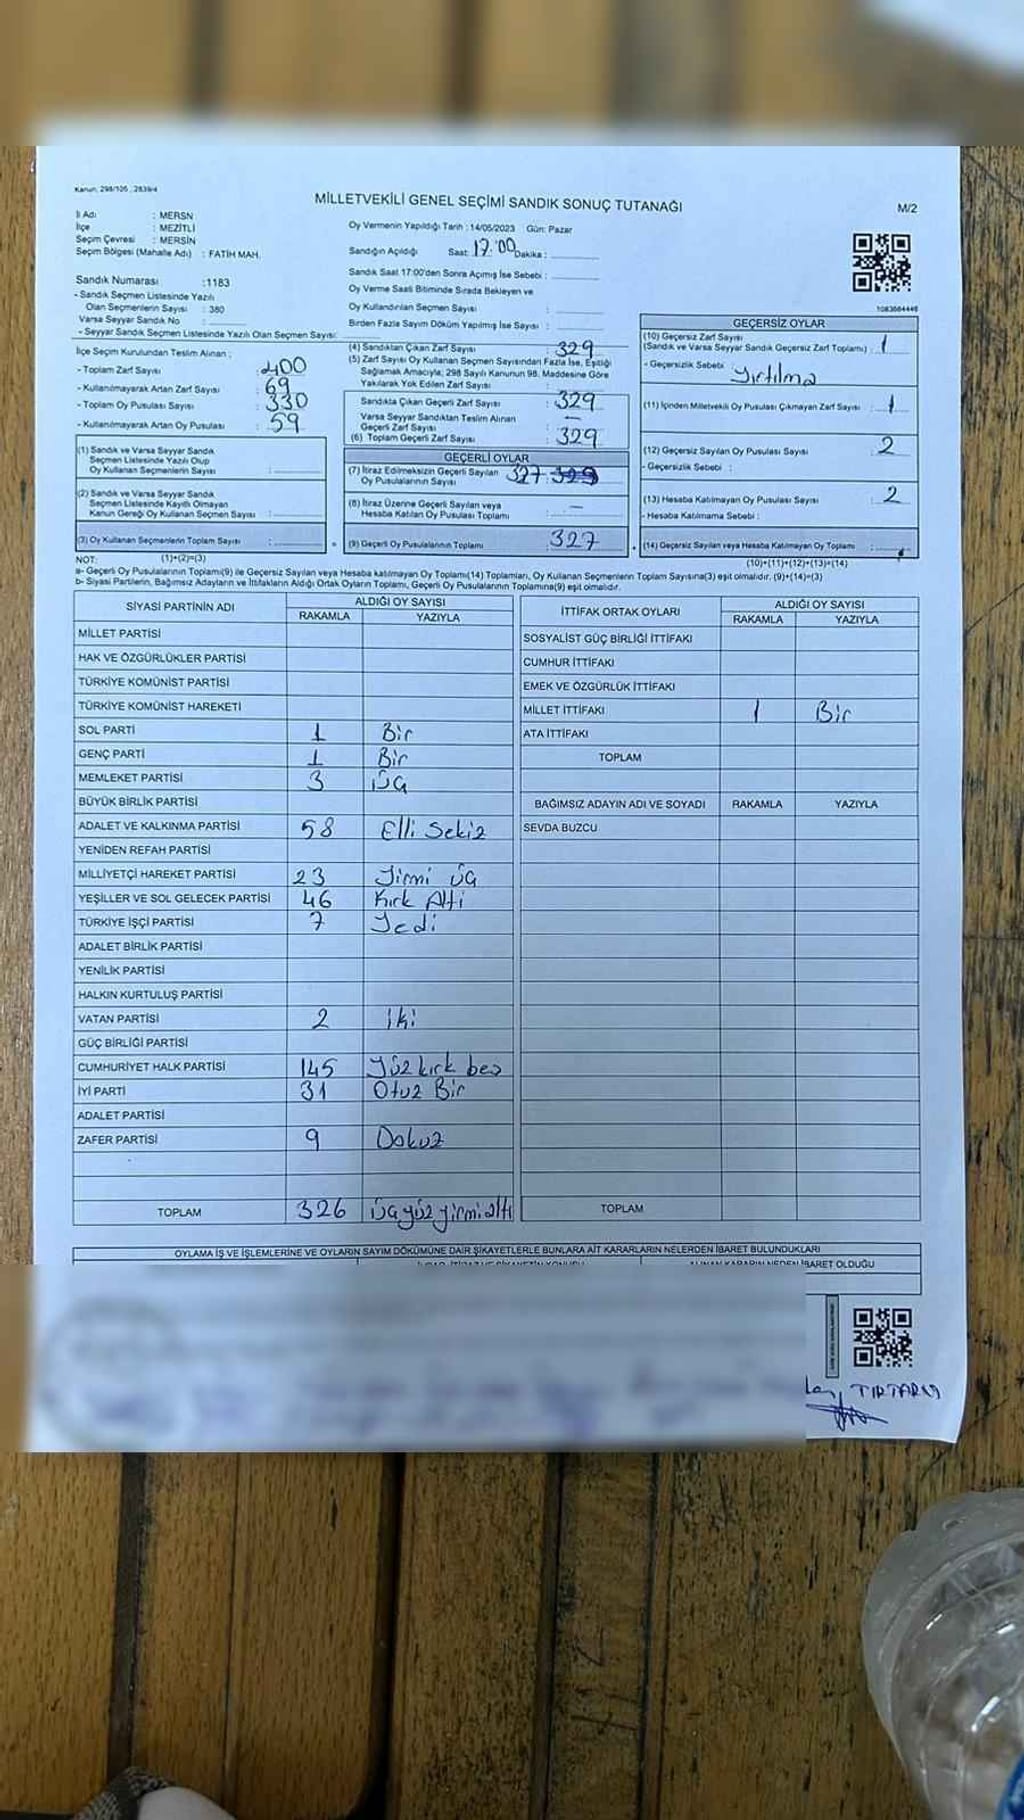 Kanun: 298/105, 2839/4
MİLLETVEKİLİ GENEL SEÇİMİ SANDIK SONUÇ TUTANAĞI
M/2
İl Adı : MERSN
İlçe : MEZİTLİ
Seçim Çevresi : MERSİN
Seçim Bölgesi (Mahalle Adı) : FATİH MAH.
Sandık Numarası :1183
- Sandık Seçmen Listesinde Yazılı
Olan Seçmenlerin Sayısı : 380
Varsa Seyyar Sandık No
- Seyyar Sandık Seçmen Listesinde Yazılı Olan Seçmen Sayısı:
İlçe Seçim Kurulundan Teslim Alınan ;
- Toplam Zarf Sayısı : 400
- Kullanılmayarak Artan Zarf Sayısı : 69
- Toplam Oy Pusulası Sayısı : 330
- Kullanılmayarak Artan Oy Pusulası : 59
(1) Sandık ve Varsa Seyyar Sandık
Seçmen Listesinde Yazılı Olup
Oy Kullanan Seçmenlerin Sayısı :
(2) Sandık ve Varsa Seyyar Sandık
Seçmen Listesinde Kayıtlı Olmayan
Kanun Gereği Oy Kullanan Seçmen Sayısı :
(3) Oy Kullanan Seçmenlerin Toplam Sayısı :
Oy Vermenin Yapıldığı Tarih : 14/05/2023 Gün: Pazar
Sandığın Açıldığı Saat: 17:00 Dakika :
Sandık Saat 17:00'den Sonra Açımış İse Sebebi :
Oy Verme Saati Bitiminde Sırada Bekleyen ve
Oy Kullandırılan Seçmen Sayısı :
Birden Fazla Sayım Döküm Yapılmış İse Sayısı :
(4) Sandıktan Çıkan Zarf Sayısı : 329
(5) Zarf Sayısı Oy Kullanan Seçmen Sayısından Fazla İse, Eşitliği
Sağlamak Amacıyla; 298 Sayılı Kanunun 98. Maddesine Göre
Yakılarak Yok Edilen Zarf Sayısı :
Sandıkta Çıkan Geçerli Zarf Sayısı : 329
Varsa Seyyar Sandıktan Teslim Alınan
Geçerli Zarf Sayısı : —
(6) Toplam Geçerli Zarf Sayısı : 329
GEÇERLİ OYLAR
(7) İtiraz Edilmeksizin Geçerli Sayılan
Oy Pusulalarının Sayısı : 327 329
(8) İtiraz Üzerine Geçerli Sayılan veya
Hesaba Katılan Oy Pusulası Toplamı : —
(9) Geçerli Oy Pusulalarının Toplamı : 327
1083684446
GEÇERSİZ OYLAR
(10) Geçersiz Zarf Sayısı
(Sandık ve Varsa Seyyar Sandık Geçersiz Zarf Toplamı) : 1
- Geçersizlik Sebebi : Yırtılma
(11) İçinden Milletvekili Oy Pusulası Çıkmayan Zarf Sayısı : 1
(12) Geçersiz Sayılan Oy Pusulası Sayısı : 2
- Geçersizlik Sebebi :
(13) Hesaba Katılmayan Oy Pusulası Sayısı : 2
- Hesaba Katılmama Sebebi :
(14) Geçersiz Sayılan veya Hesaba Katılmayan Oy Toplamı :
NOT: (1)+(2)=(3)
(10)+(11)+(12)+(13)=(14)
a- Geçerli Oy Pusulalarının Toplamı(9) ile Geçersiz Sayılan veya Hesaba katılmayan Oy Toplamı(14) Toplamları, Oy Kullanan Seçmenlerin Toplam Sayısına(3) eşit olmalıdır. (9)+(14)=(3)
b- Siyasi Partilerin, Bağımsız Adayların ve İttifakların Aldığı Ortak Oyların Toplamı, Geçerli Oy Pusulalarının Toplamına(9) eşit olmalıdır.
SİYASİ PARTİNİN ADI ALDIĞI OY SAYISI
RAKAMLA YAZIYLA
MİLLET PARTİSİ
HAK VE ÖZGÜRLÜKLER PARTİSİ
TÜRKİYE KOMÜNİST PARTİSİ
TÜRKİYE KOMÜNİST HAREKETİ
SOL PARTİ 1 Bir
GENÇ PARTİ 1 Bir
MEMLEKET PARTİSİ 3 Üç
BÜYÜK BİRLİK PARTİSİ
ADALET VE KALKINMA PARTİSİ 58 Elli Sekiz
YENİDEN REFAH PARTİSİ
MİLLİYETÇİ HAREKET PARTİSİ 23 Yirmi Üç
YEŞİLLER VE SOL GELECEK PARTİSİ 46 Kırk Altı
TÜRKİYE İŞÇİ PARTİSİ 7 Yedi
ADALET BİRLİK PARTİSİ
YENİLİK PARTİSİ
HALKIN KURTULUŞ PARTİSİ
VATAN PARTİSİ 2 iki
GÜÇ BİRLİĞİ PARTİSİ
CUMHURİYET HALK PARTİSİ 145 Yüz kırk beş
İYİ PARTİ 31 Otuz Bir
ADALET PARTİSİ
ZAFER PARTİSİ 9 Dokuz
TOPLAM 326 Üçyüz yirmi altı
İTTİFAK ORTAK OYLARI ALDIĞI OY SAYISI
RAKAMLA YAZIYLA
SOSYALİST GÜÇ BİRLİĞİ İTTİFAKI
CUMHUR İTTİFAKI
EMEK VE ÖZGÜRLÜK İTTİFAKI
MİLLET İTTİFAKI 1 Bir
ATA İTTİFAKI
TOPLAM
BAĞIMSIZ ADAYIN ADI VE SOYADI RAKAMLA YAZIYLA
SEVDA BUZCU
TOPLAM
OYLAMA İŞ VE İŞLEMLERİNE VE OYLARIN SAYIM DÖKÜMÜNE DAİR ŞİKAYETLERLE BUNLARA AİT KARARLARIN NELERDEN İBARET BULUNDUKLARI
ALINAN KARARIN NEDEN İBARET OLDUĞU